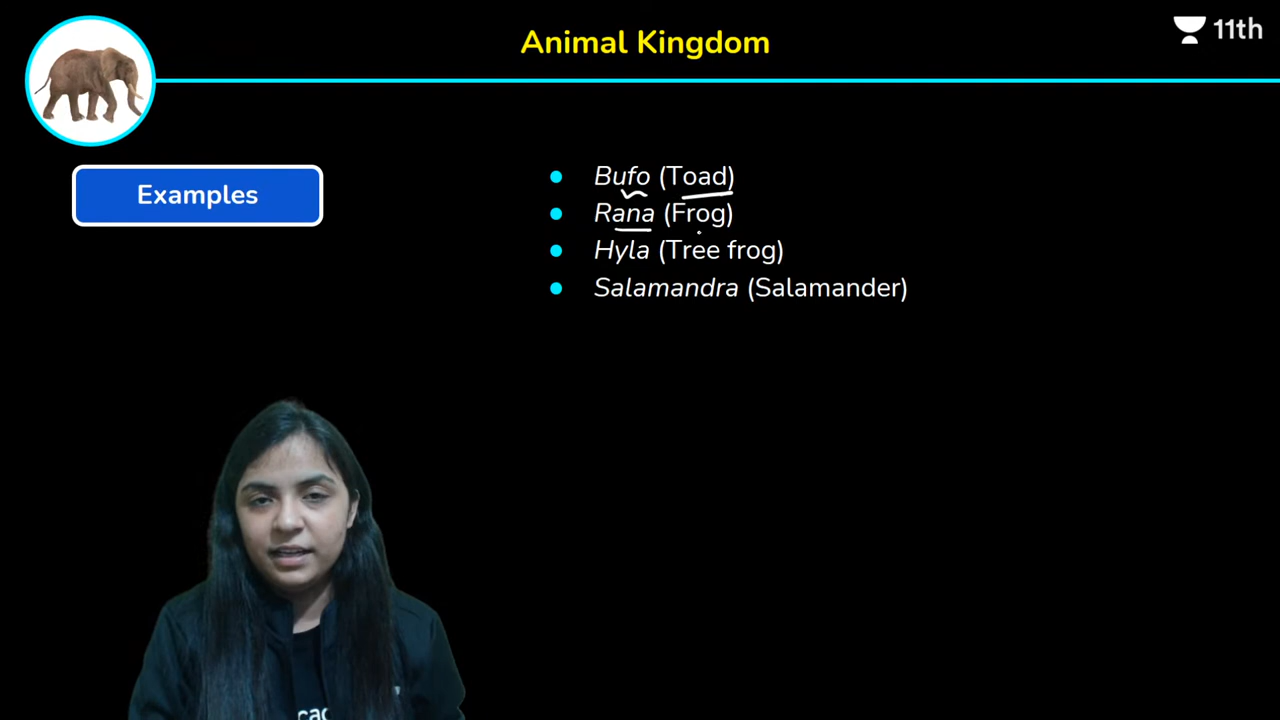 Animal Kingdom
11th
Examples
Bufo (Toad)
Rana (Frog)
Hyla (Tree frog)
Salamandra (Salamander)